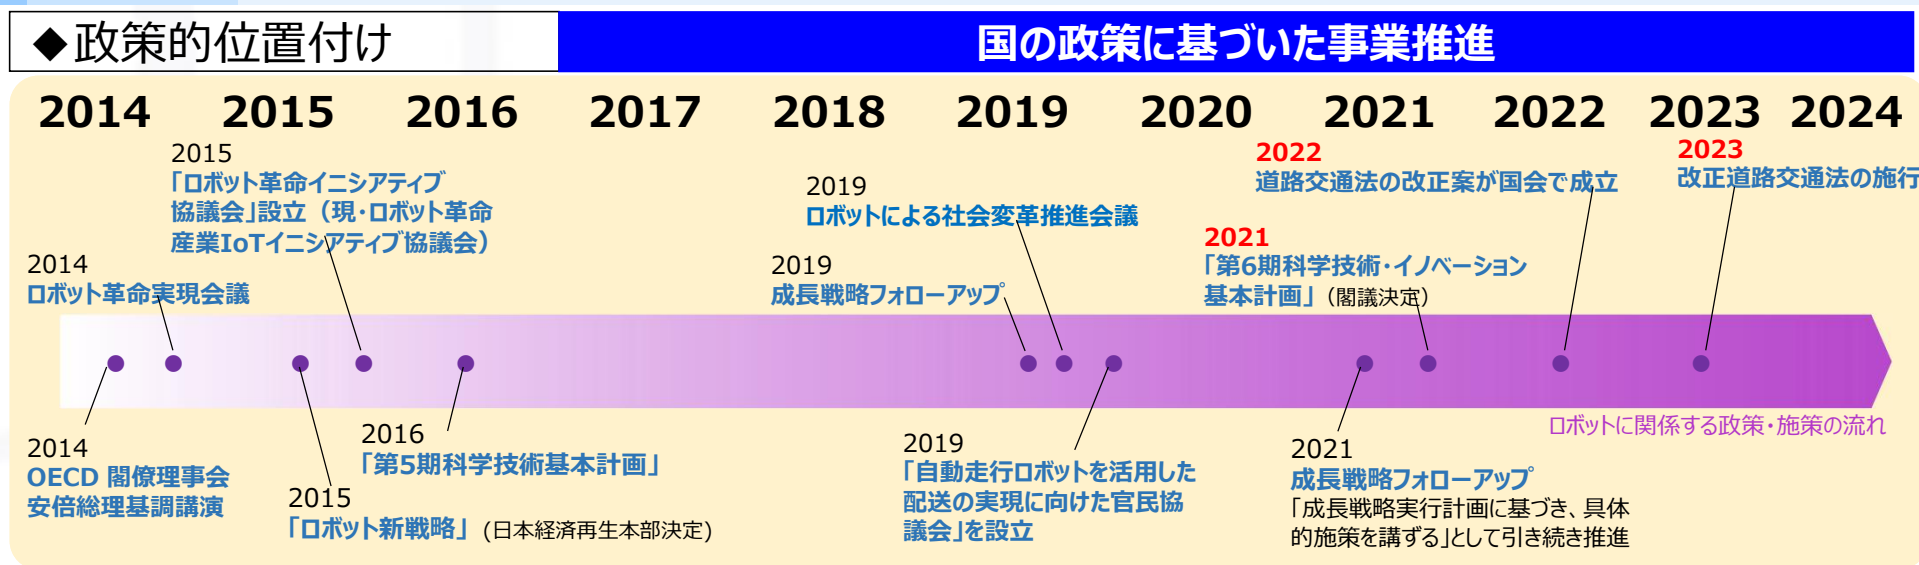 ◆政策的位置付け
国の政策に基づいた事業推進
2014 2015 2016 2017 2018 2019 2020 2021 2022 2023 2024
2015
「ロボット革命イニシアティブ
協議会」設立（現・ロボット革命
産業IoTイニシアティブ協議会）
2014
ロボット革命実現会議
2019
ロボットによる社会変革推進会議
2019
成長戦略フォローアップ
2022
道路交通法の改正案が国会で成立
2021
「第6期科学技術・イノベーション
基本計画」（閣議決定）
2023
改正道路交通法の施行
ロボットに関係する政策・施策の流れ
2014
OECD 閣僚理事会
安倍総理基調講演
2015
「ロボット新戦略」 (日本経済再生本部決定)
2016
「第5期科学技術基本計画」
2019
「自動走行ロボットを活用した
配送の実現に向けた官民協
議会」を設立
2021
成長戦略フォローアップ
「成長戦略実行計画に基づき、具体
的施策を講ずる」として引き続き推進